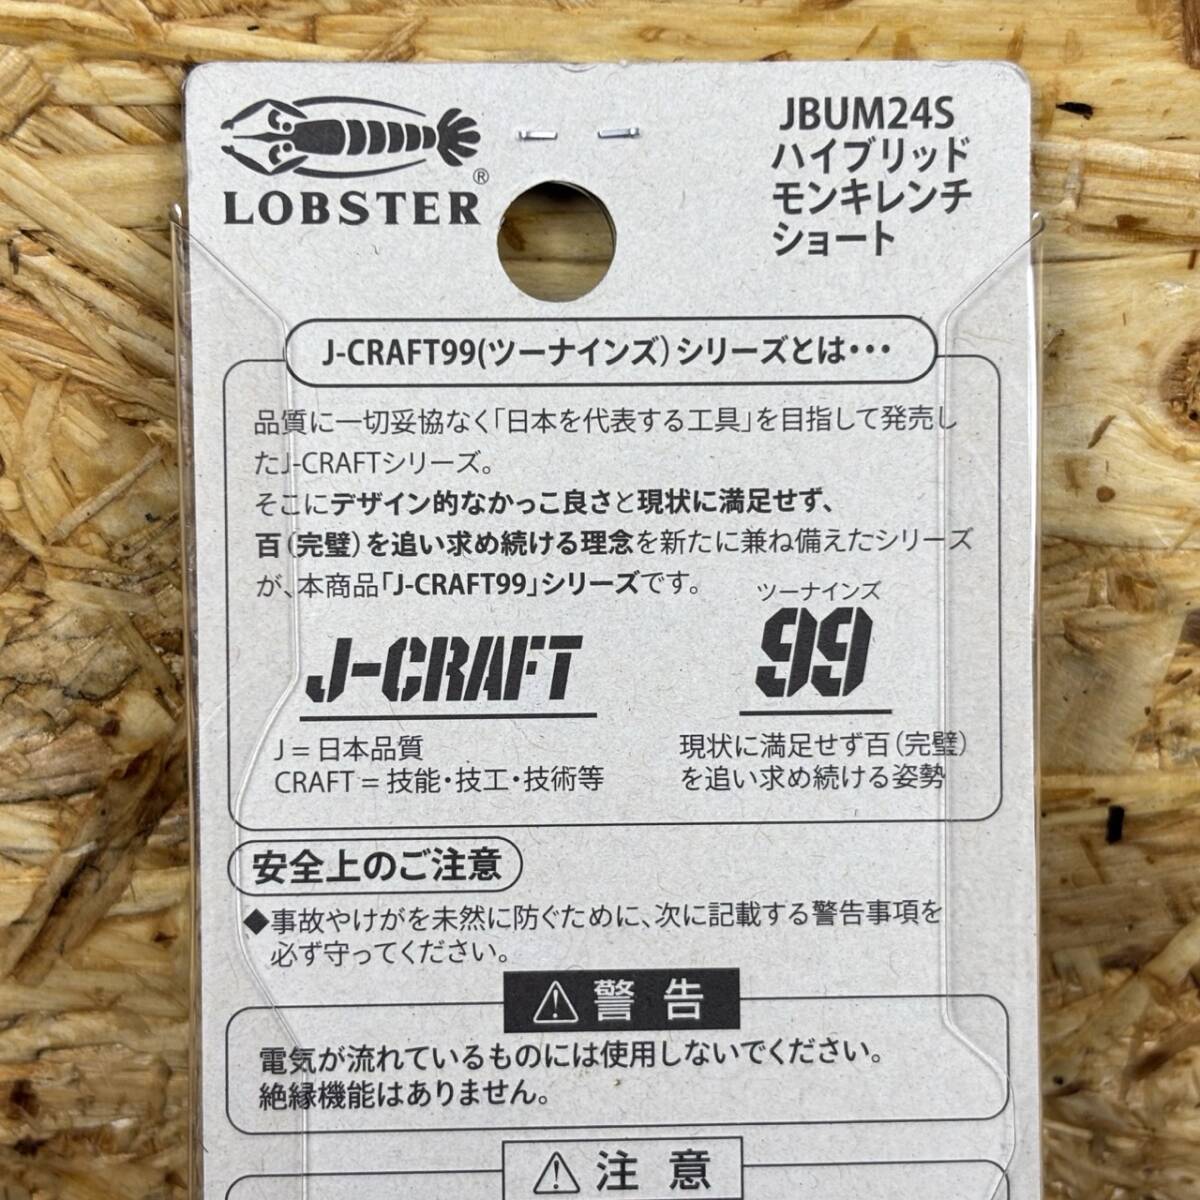 LOBSTER®
JBUM24S
ハイブリッド
モンキレンチ
ショート
J-CRAFT99(ツーナインズ)シリーズとは・・・
品質に一切妥協なく「日本を代表する工具」を目指して発売し
たJ-CRAFTシリーズ。
そこにデザイン的なかっこ良さと現状に満足せず、
百(完璧)を追い求め続ける理念を新たに兼ね備えたシリーズ
が、本商品「J-CRAFT99」シリーズです。
J-CRAFT
ツーナインズ
99
J=日本品質
CRAFT=技能・技工・技術等
現状に満足せず百(完璧)
を追い求め続ける姿勢
安全上のご注意
◆事故やけがを未然に防ぐために、次に記載する警告事項を
必ず守ってください。
⚠警告
電気が流れているものには使用しないでください。
絶縁機能はありません。
⚠注意